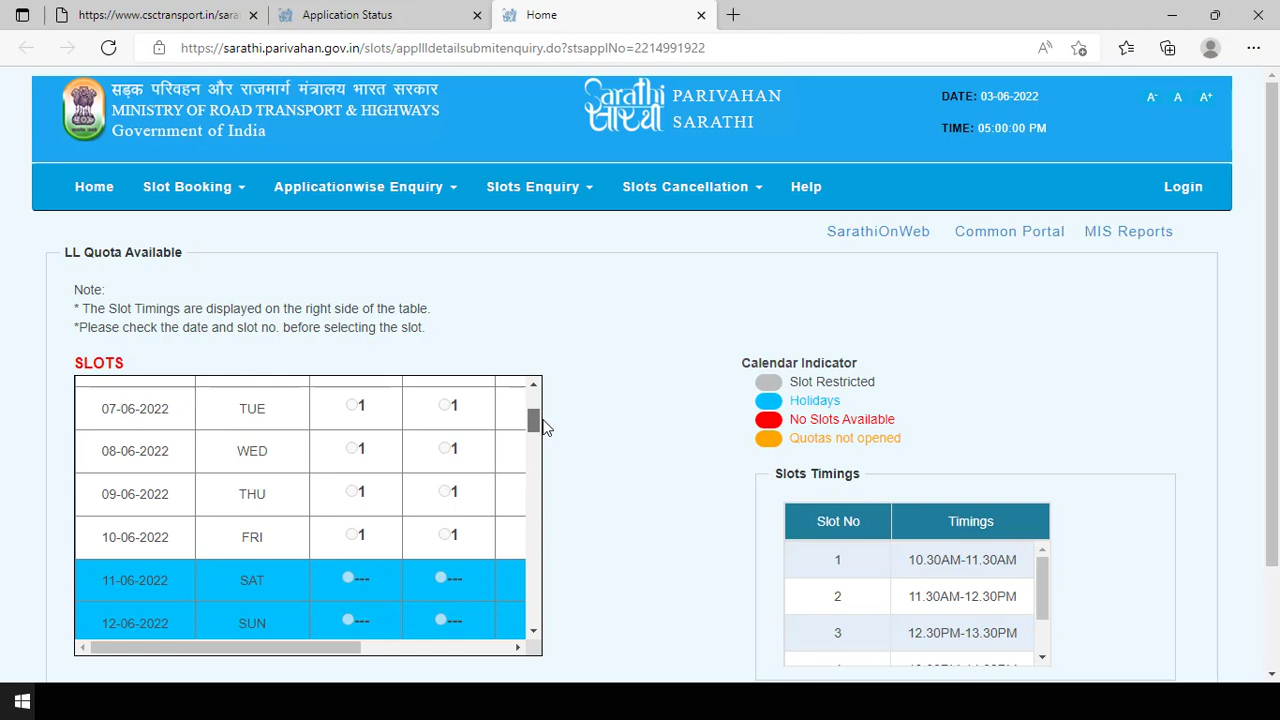 https://www.csctransport.in/sara
Application Status
Home
https://sarathi.parivahan.gov.in/slots/applldetailsubmitenquiry.do?stsapplNo=2214991922
सड़क परिवहन और राजमार्ग मंत्रालय भारत सरकार
MINISTRY OF ROAD TRANSPORT & HIGHWAYS
Government of India
Sarathi
सारथी
PARIVAHAN
SARATHI
DATE: 03-06-2022
TIME: 05:00:00 PM
A- A A+
Home Slot Booking Applicationwise Enquiry Slots Enquiry Slots Cancellation Help Login
SarathiOnWeb Common Portal MIS Reports
LL Quota Available
Note:
* The Slot Timings are displayed on the right side of the table.
*Please check the date and slot no. before selecting the slot.
SLOTS
07-06-2022 TUE 1 1
08-06-2022 WED 1 1
09-06-2022 THU 1 1
10-06-2022 FRI 1 1
11-06-2022 SAT --- ---
12-06-2022 SUN --- ---
Calendar Indicator
Slot Restricted
Holidays
No Slots Available
Quotas not opened
Slots Timings
Slot No Timings
1 10.30AM-11.30AM
2 11.30AM-12.30PM
3 12.30PM-13.30PM